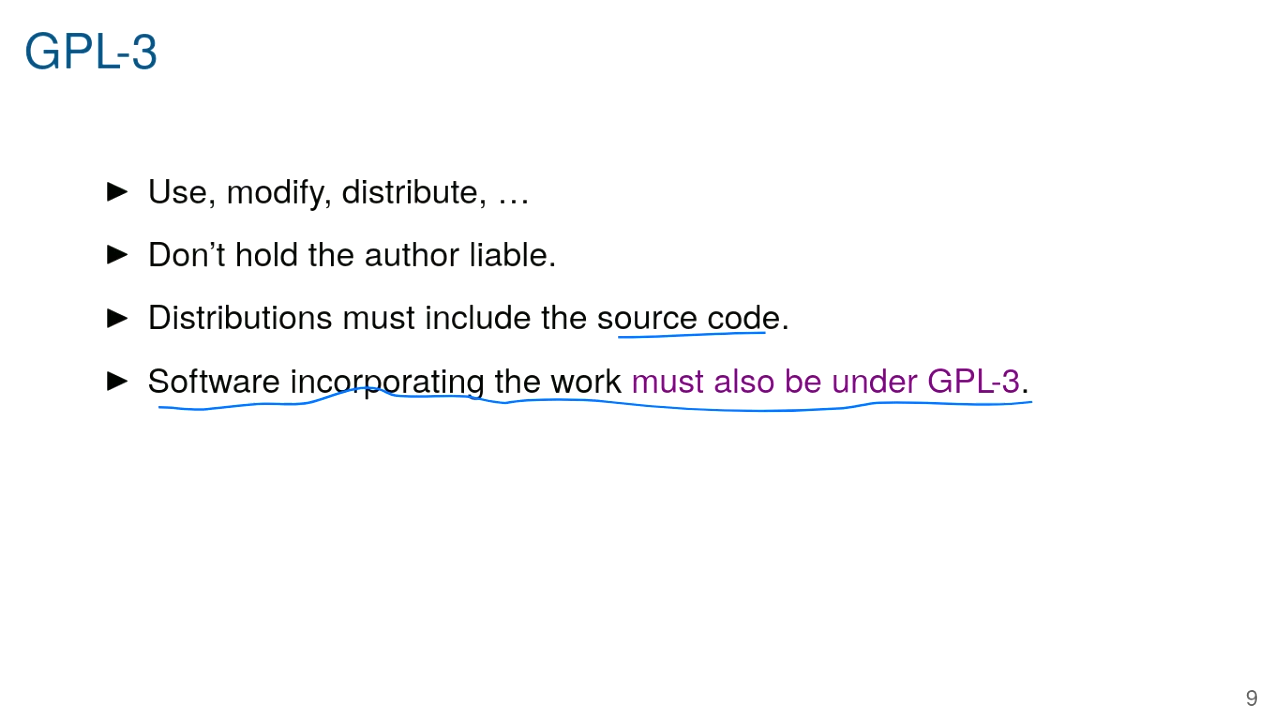 GPL-3
▶ Use, modify, distribute, …
▶ Don’t hold the author liable.
▶ Distributions must include the source code.
▶ Software incorporating the work must also be under GPL-3.
9